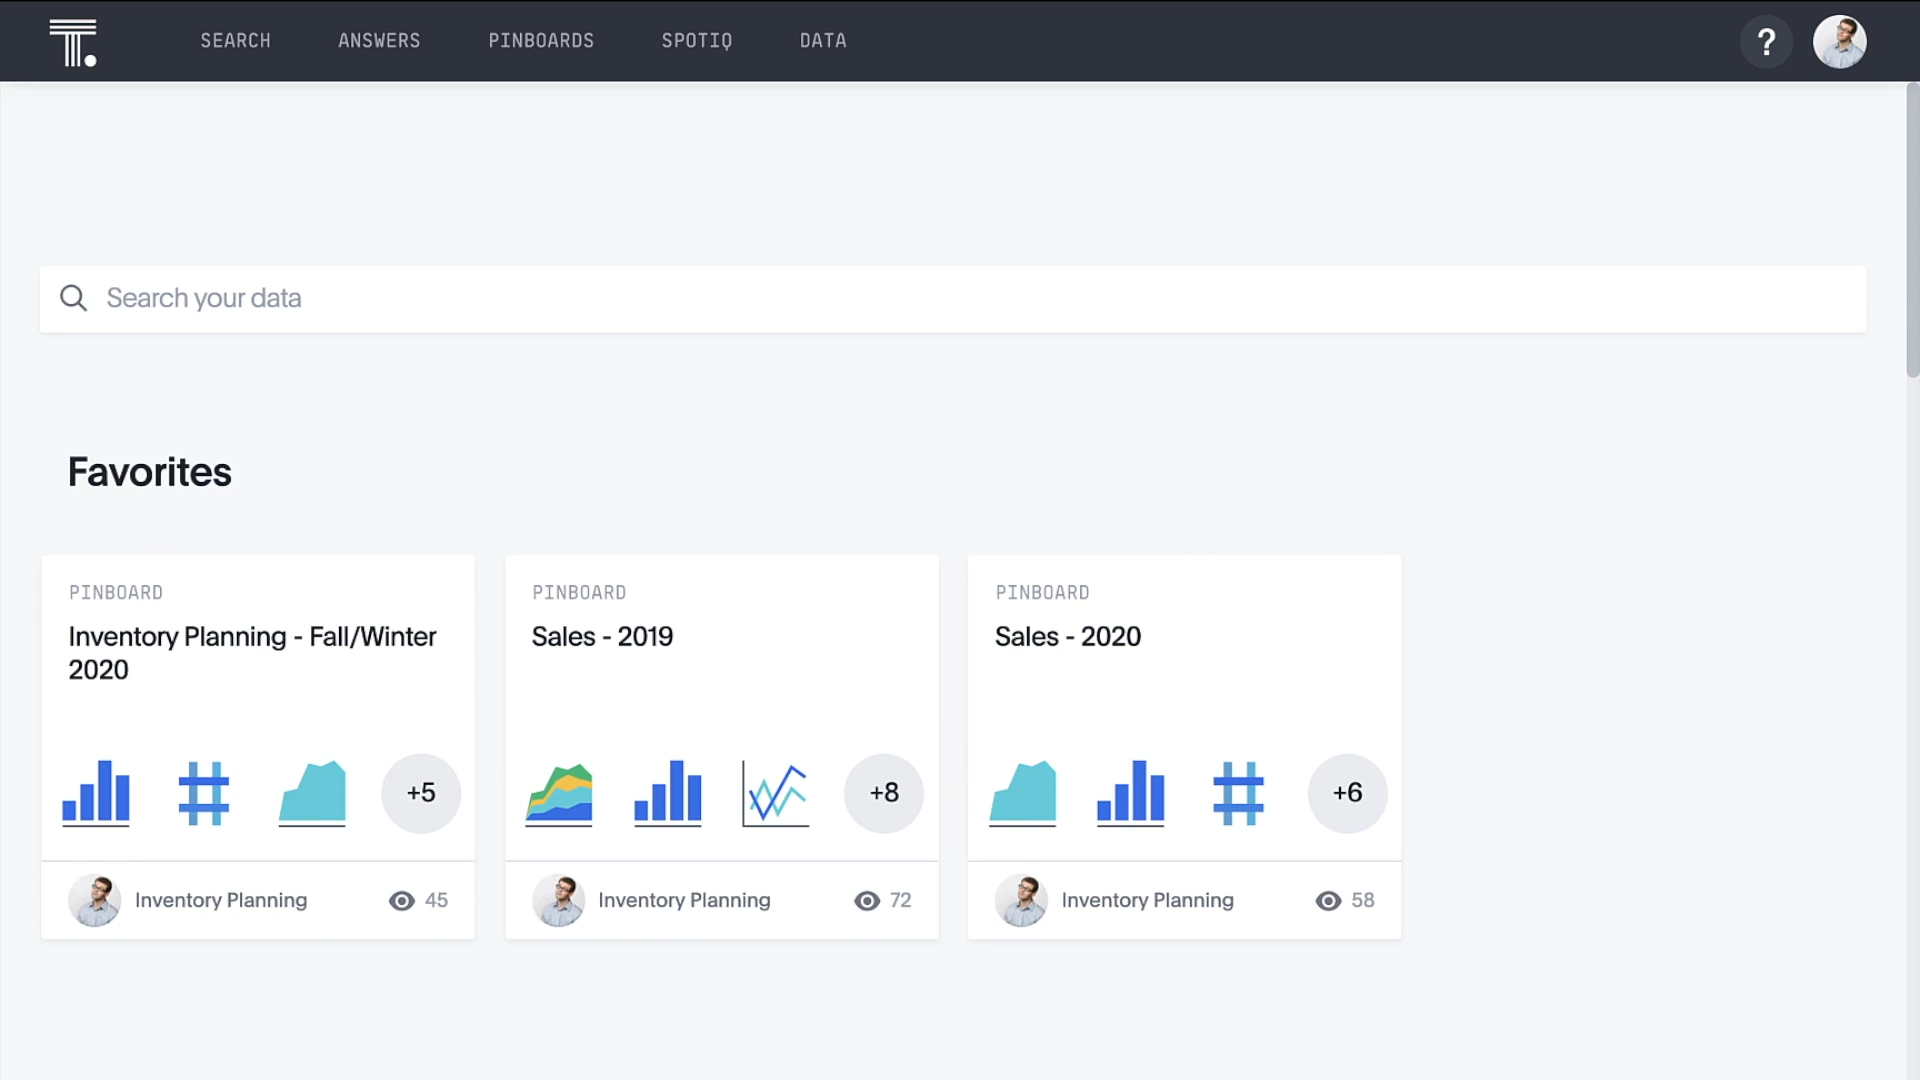 T.
SEARCH ANSWERS PINBOARDS SPOTIQ DATA ?
Search your data
Favorites
PINBOARD
Inventory Planning - Fall/Winter
2020
+5
Inventory Planning 45
PINBOARD
Sales - 2019
+8
Inventory Planning 72
PINBOARD
Sales - 2020
+6
Inventory Planning 58